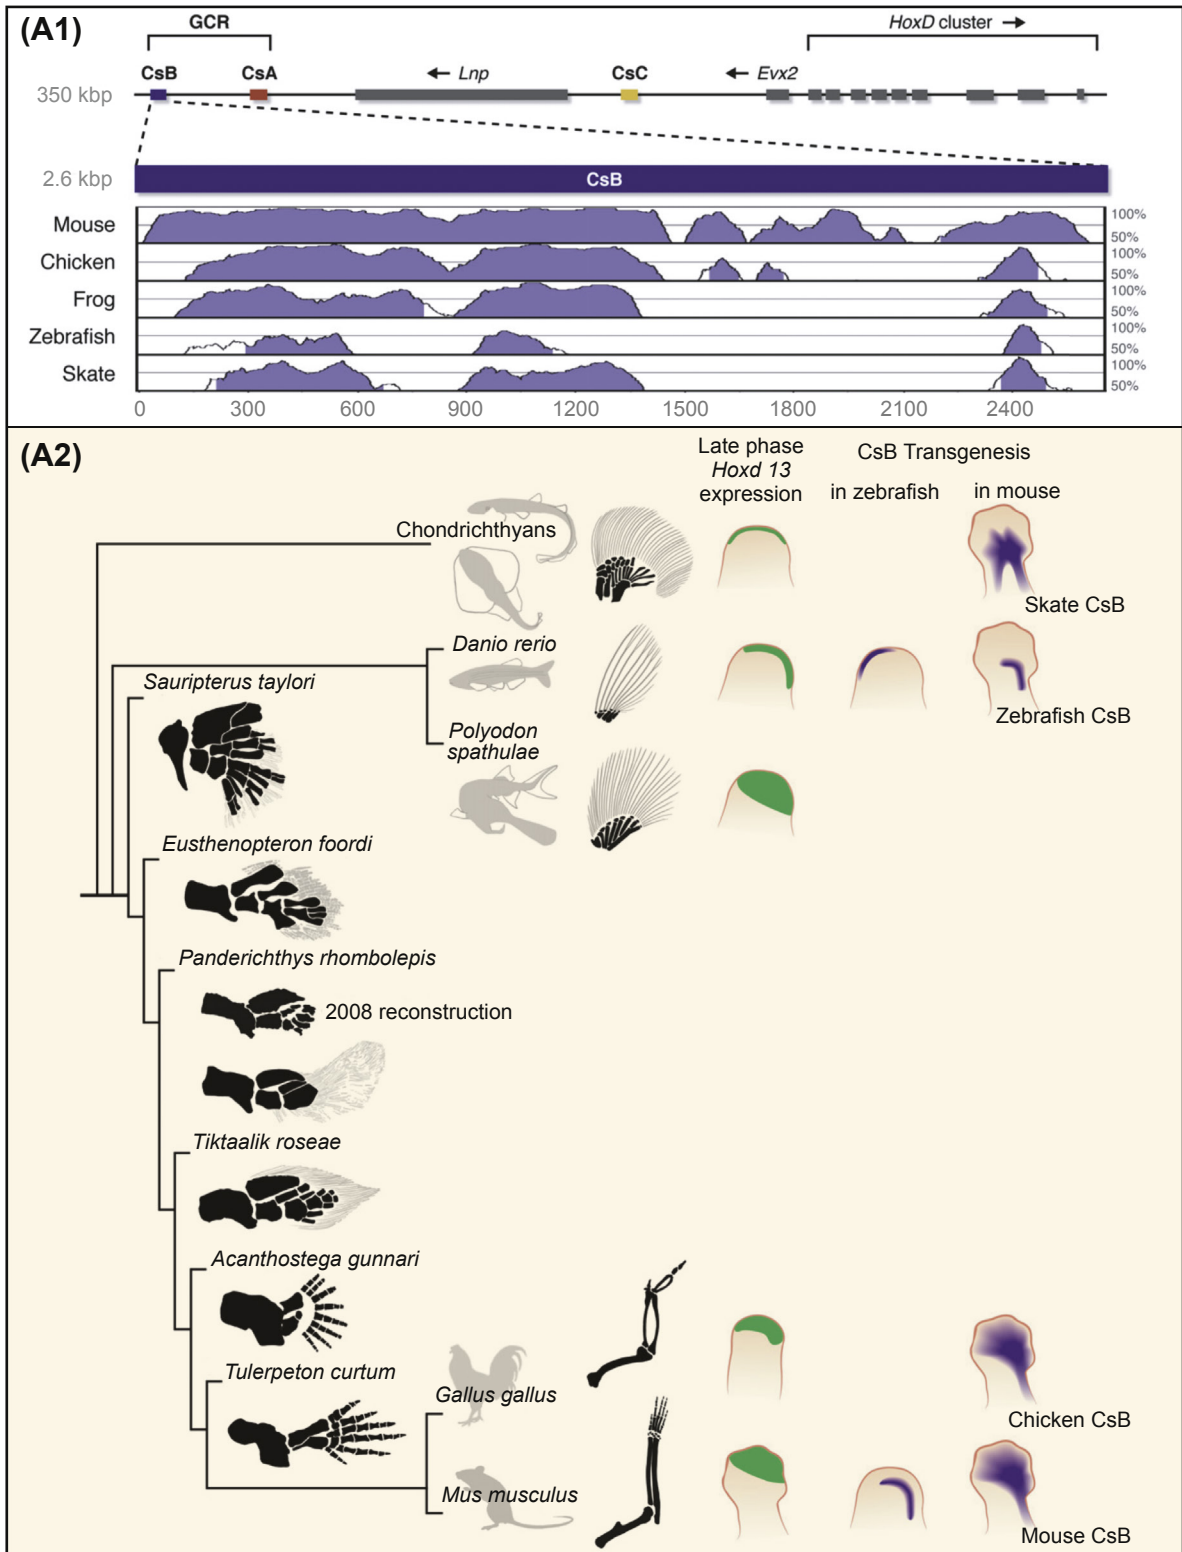 (A1)
GCR
HoxD cluster →
CsB
CsA
← Lnp
CsC
← Evx2
350 kbp
2.6 kbp
CsB
Mouse
100%
50%
Chicken
100%
50%
Frog
100%
50%
Zebrafish
100%
50%
Skate
100%
50%
0 300 600 900 1200 1500 1800 2100 2400
(A2)
Late phase
Hoxd 13
expression
CsB Transgenesis
in zebrafish
in mouse
Chondrichthyans
Skate CsB
Danio rerio
Zebrafish CsB
Sauripterus taylori
Polyodon
spathulae
Eusthenopteron foordi
Panderichthys rhombolepis
2008 reconstruction
Tiktaalik roseae
Acanthostega gunnari
Tulerpeton curtum
Gallus gallus
Chicken CsB
Mus musculus
Mouse CsB